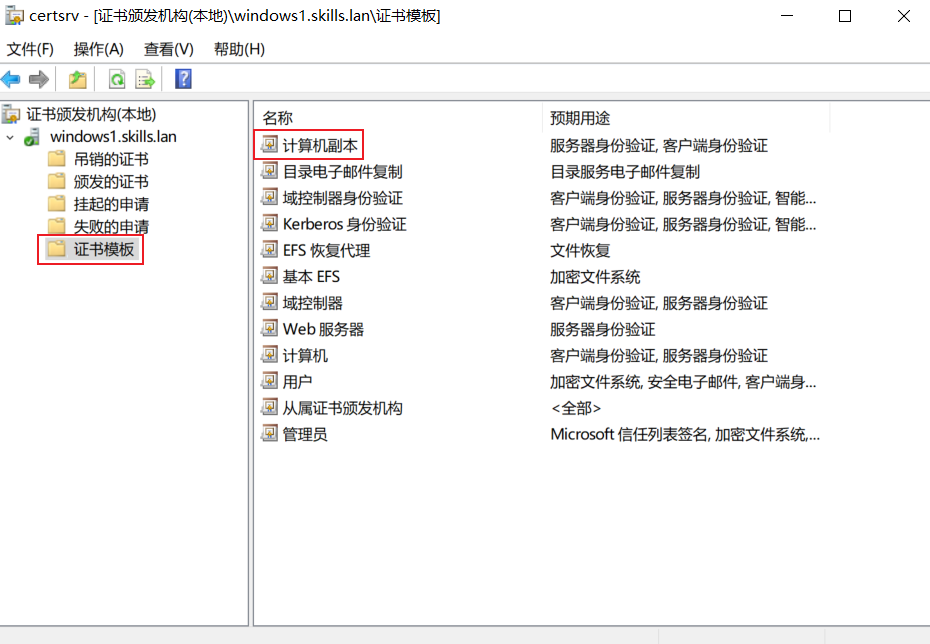 certsrv - [证书颁发机构(本地)\windows1.skills.lan\证书模板]
文件(F) 操作(A) 查看(V) 帮助(H)
证书颁发机构(本地)
windows1.skills.lan
吊销的证书
颁发的证书
挂起的申请
失败的申请
证书模板
名称 预期用途
计算机副本 服务器身份验证, 客户端身份验证
目录电子邮件复制 目录服务电子邮件复制
域控制器身份验证 客户端身份验证, 服务器身份验证, 智能...
Kerberos 身份验证 客户端身份验证, 服务器身份验证, 智能...
EFS 恢复代理 文件恢复
基本 EFS 加密文件系统
域控制器 客户端身份验证, 服务器身份验证
Web 服务器 服务器身份验证
计算机 客户端身份验证, 服务器身份验证
用户 加密文件系统, 安全电子邮件, 客户端身...
从属证书颁发机构 <全部>
管理员 Microsoft 信任列表签名, 加密文件系统,...